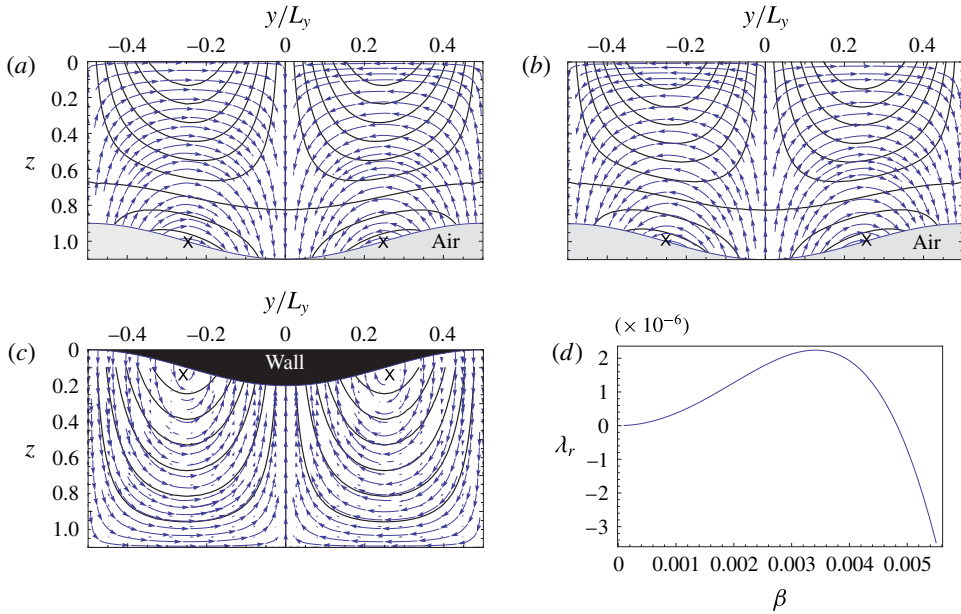 y/L_y y/L_y
−0.4 −0.2 0 0.2 0.4 −0.4 −0.2 0 0.2 0.4
(a) (b)
0
0.2
0.4
z 0.6
0.8
1.0
X X Air X X Air
y/L_y (× 10⁻⁶)
−0.4 −0.2 0 0.2 0.4
(c) (d)
0
0.2
0.4
z 0.6
0.8
1.0
Wall
X X
2
1
λ_r 0
−1
−2
−3
0 0.001 0.002 0.003 0.004 0.005
β